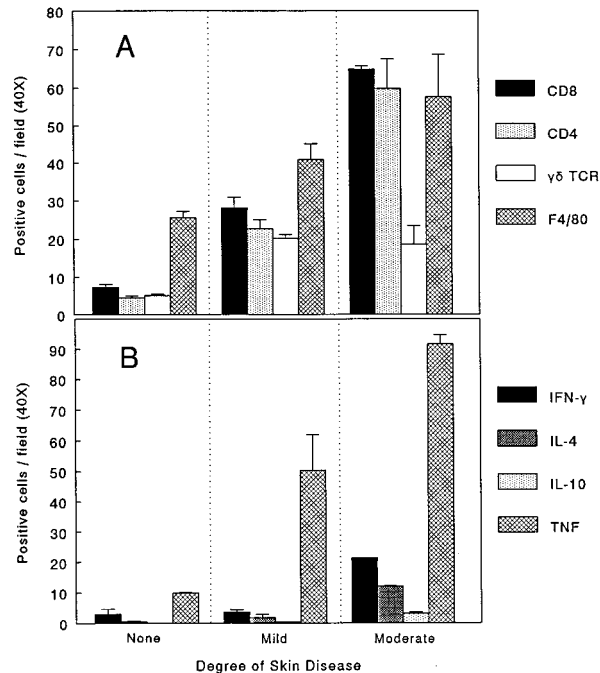 A
80
70
60
50
40
30
20
10
0
Positive cells / field (40X)
CD8
CD4
γδ TCR
F4/80
B
90
80
70
60
50
40
30
20
10
0
Positive cells / field (40X)
IFN-γ
IL-4
IL-10
TNF
None Mild Moderate
Degree of Skin Disease